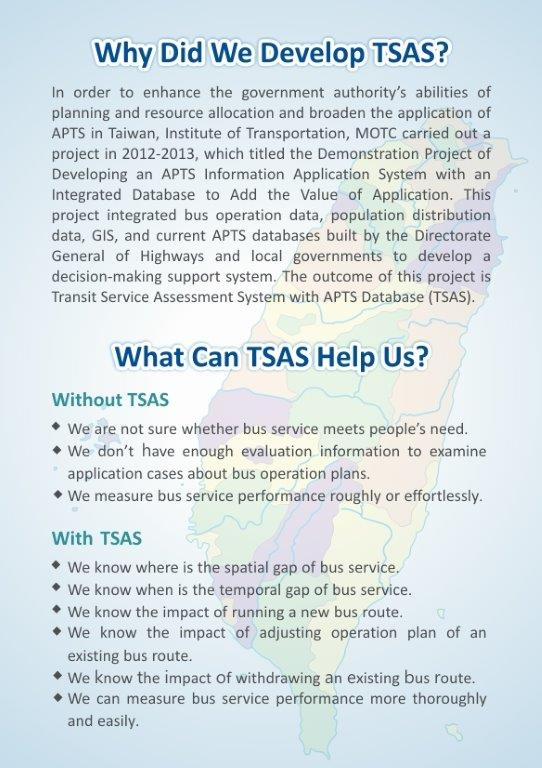 Why Did We Develop TSAS?
In order to enhance the government authority's abilities of
planning and resource allocation and broaden the application of
APTS in Taiwan, Institute of Transportation, MOTC carried out a
project in 2012-2013, which titled the Demonstration Project of
Developing an APTS Information Application System with an
Integrated Database to Add the Value of Application. This
project integrated bus operation data, population distribution
data, GIS, and current APTS databases built by the Directorate
General of Highways and local governments to develop a
decision-making support system. The outcome of this project is
Transit Service Assessment System with APTS Database (TSAS).
What Can TSAS Help Us?
Without TSAS
◆ We are not sure whether bus service meets people's need.
◆ We don't have enough evaluation information to examine
application cases about bus operation plans.
◆ We measure bus service performance roughly or effortlessly.
With TSAS
◆ We know where is the spatial gap of bus service.
◆ We know when is the temporal gap of bus service.
◆ We know the impact of running a new bus route.
◆ We know the impact of adjusting operation plan of an
existing bus route.
◆ We know the impact of withdrawing an existing bus route.
◆ We can measure bus service performance more thoroughly
and easily.